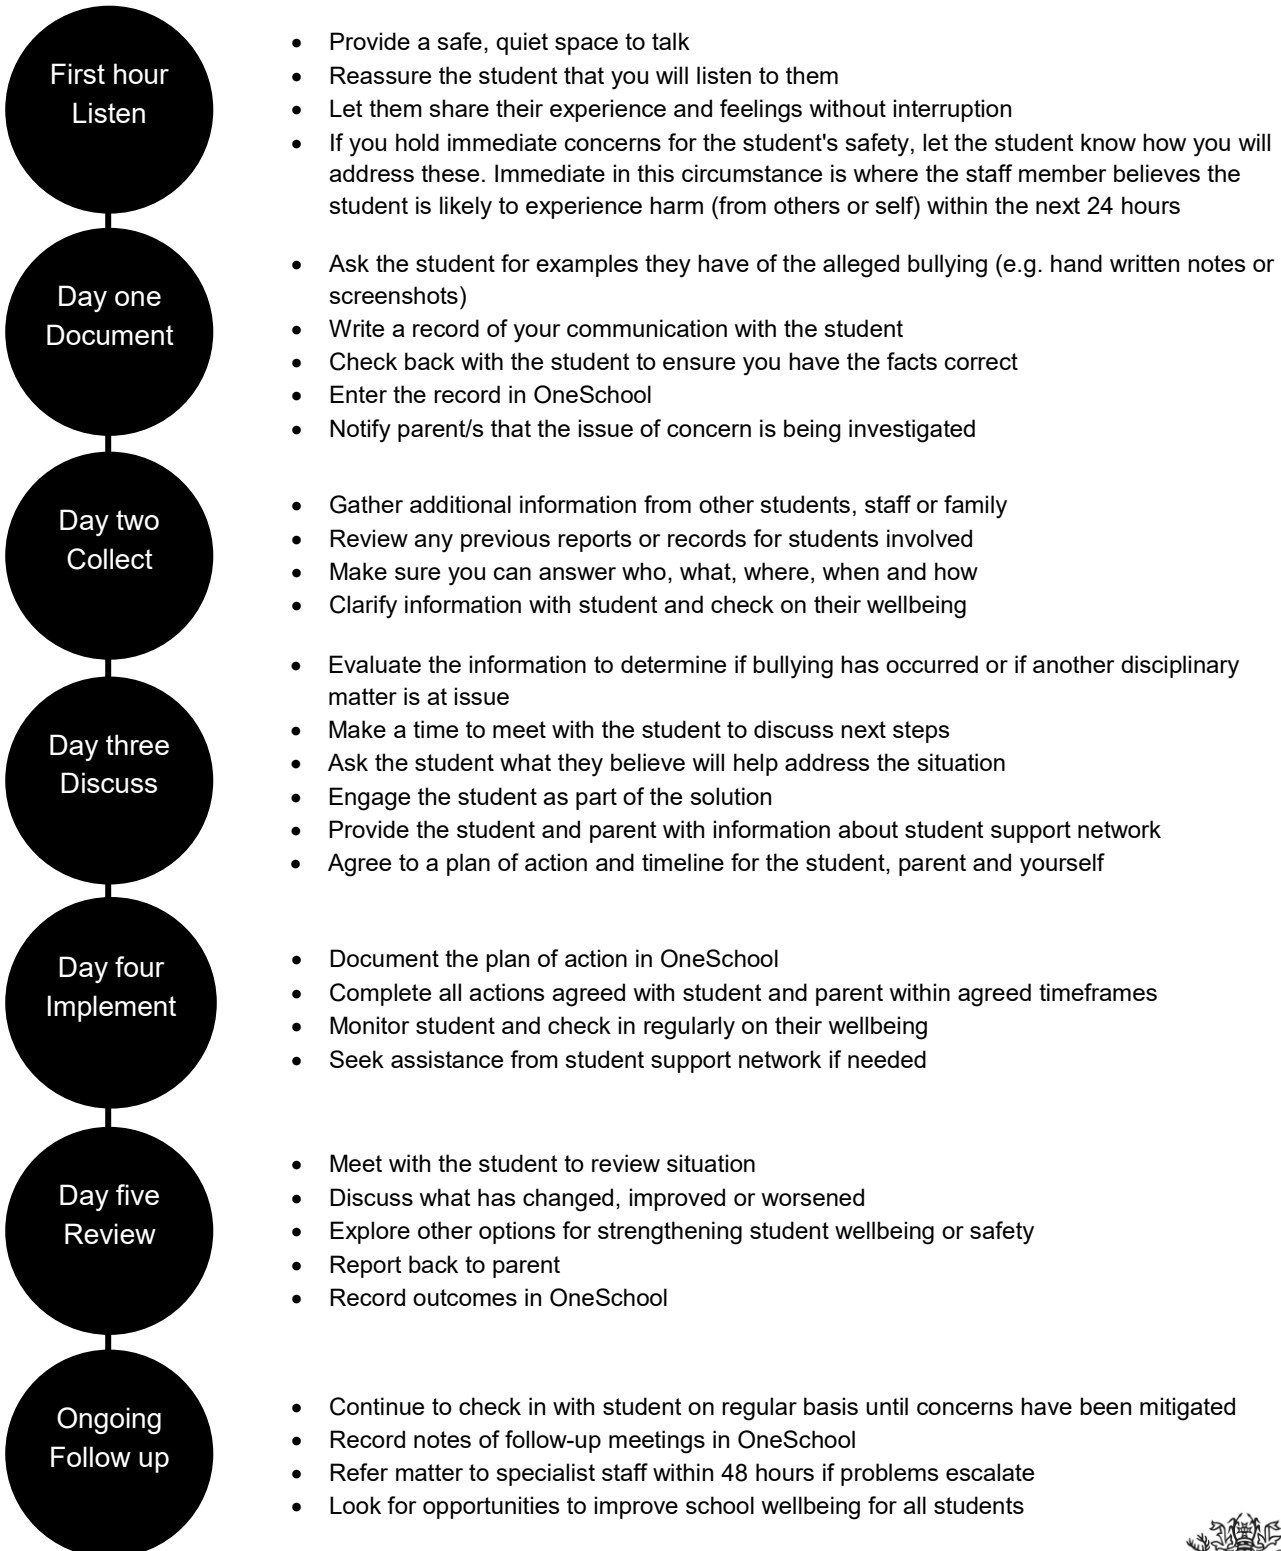 First hour
Listen
• Provide a safe, quiet space to talk
• Reassure the student that you will listen to them
• Let them share their experience and feelings without interruption
• If you hold immediate concerns for the student's safety, let the student know how you will
address these. Immediate in this circumstance is where the staff member believes the
student is likely to experience harm (from others or self) within the next 24 hours
Day one
Document
• Ask the student for examples they have of the alleged bullying (e.g. hand written notes or
screenshots)
• Write a record of your communication with the student
• Check back with the student to ensure you have the facts correct
• Enter the record in OneSchool
• Notify parent/s that the issue of concern is being investigated
Day two
Collect
• Gather additional information from other students, staff or family
• Review any previous reports or records for students involved
• Make sure you can answer who, what, where, when and how
• Clarify information with student and check on their wellbeing
Day three
Discuss
• Evaluate the information to determine if bullying has occurred or if another disciplinary
matter is at issue
• Make a time to meet with the student to discuss next steps
• Ask the student what they believe will help address the situation
• Engage the student as part of the solution
• Provide the student and parent with information about student support network
• Agree to a plan of action and timeline for the student, parent and yourself
Day four
Implement
• Document the plan of action in OneSchool
• Complete all actions agreed with student and parent within agreed timeframes
• Monitor student and check in regularly on their wellbeing
• Seek assistance from student support network if needed
Day five
Review
• Meet with the student to review situation
• Discuss what has changed, improved or worsened
• Explore other options for strengthening student wellbeing or safety
• Report back to parent
• Record outcomes in OneSchool
Ongoing
Follow up
• Continue to check in with student on regular basis until concerns have been mitigated
• Record notes of follow-up meetings in OneSchool
• Refer matter to specialist staff within 48 hours if problems escalate
• Look for opportunities to improve school wellbeing for all students